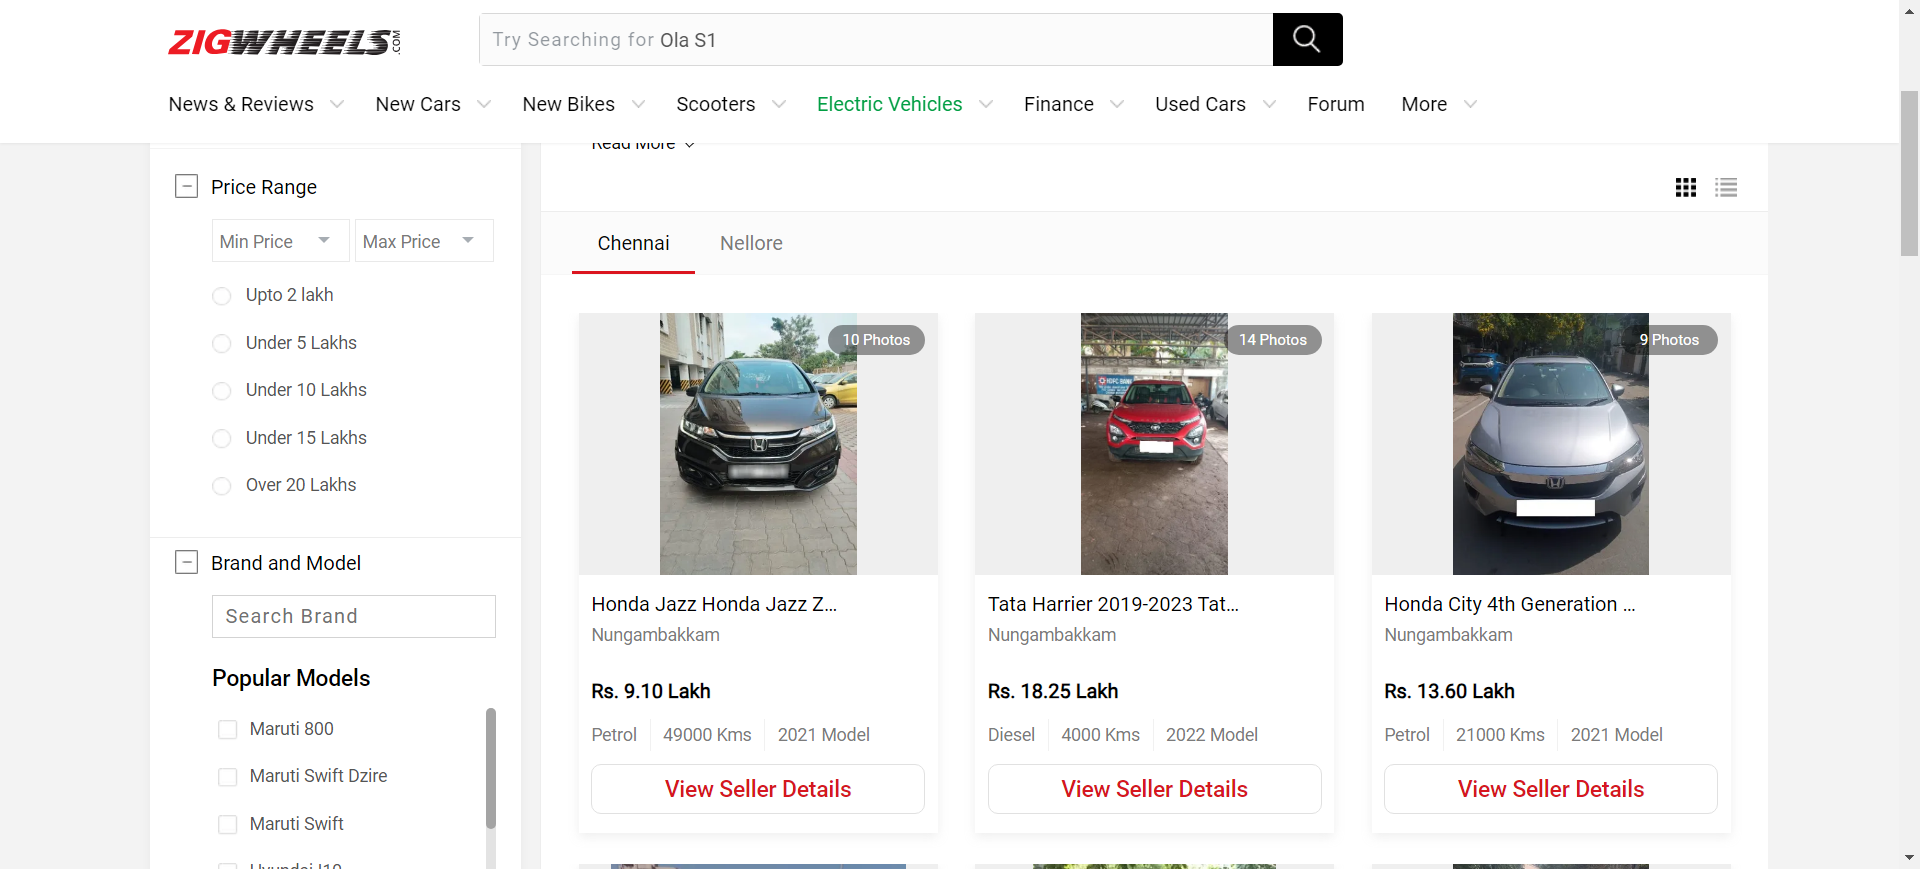 ZIGWHEELS.COM
Try Searching for Ola S1
News & Reviews
New Cars
New Bikes
Scooters
Electric Vehicles
Finance
Used Cars
Forum
More
Read More
Price Range
Min Price
Max Price
Upto 2 lakh
Under 5 Lakhs
Under 10 Lakhs
Under 15 Lakhs
Over 20 Lakhs
Brand and Model
Search Brand
Popular Models
Maruti 800
Maruti Swift Dzire
Maruti Swift
Hyundai I10
Chennai
Nellore
10 Photos
Honda Jazz Honda Jazz Z...
Nungambakkam
Rs. 9.10 Lakh
Petrol
49000 Kms
2021 Model
View Seller Details
14 Photos
HDFC BANK
Tata Harrier 2019-2023 Tat...
Nungambakkam
Rs. 18.25 Lakh
Diesel
4000 Kms
2022 Model
View Seller Details
9 Photos
Honda City 4th Generation ...
Nungambakkam
Rs. 13.60 Lakh
Petrol
21000 Kms
2021 Model
View Seller Details